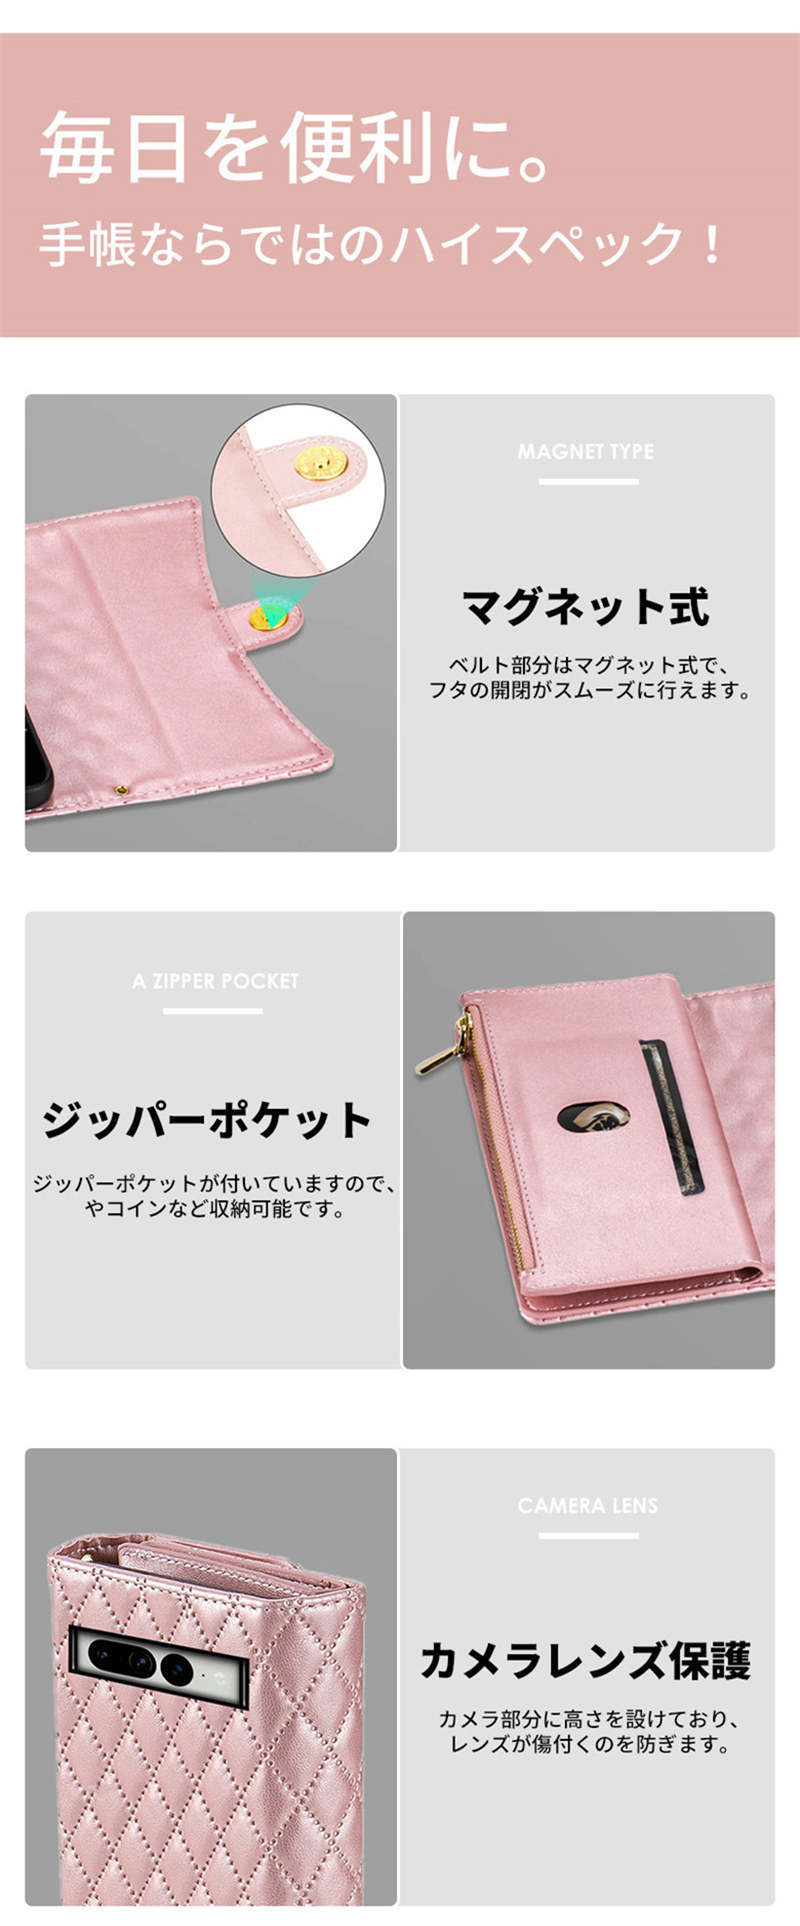 毎日を便利に。
手帳ならではのハイスペック！
MAGNET TYPE
マグネット式
ベルト部分はマグネット式で、
フタの開閉がスムーズに行えます。
A ZIPPER POCKET
ジッパーポケット
ジッパーポケットが付いていますので、
やコインなど収納可能です。
CAMERA LENS
カメラレンズ保護
カメラ部分に高さを設けており、
レンズが傷付くのを防ぎます。